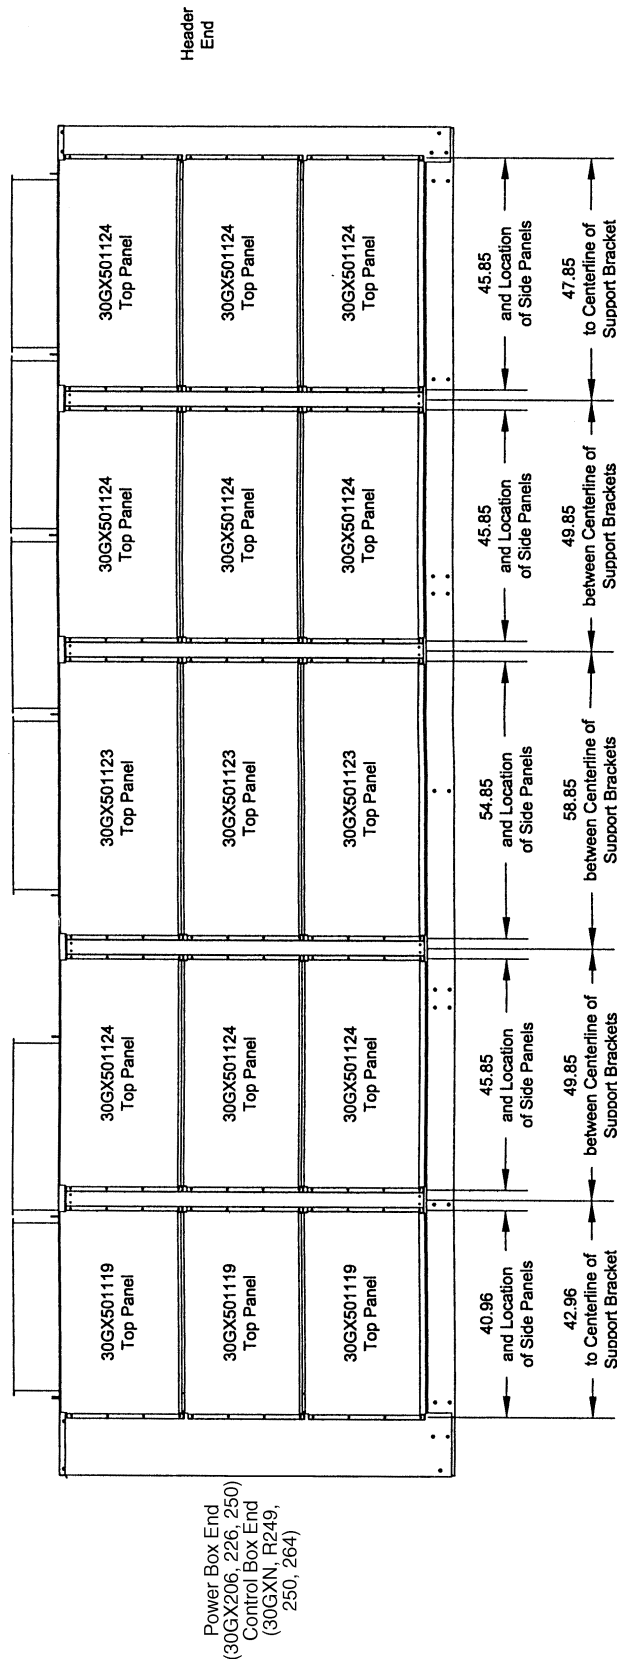 Power Box End
(30GX206, 226, 250)
Control Box End
(30GXN, R249,
250, 264)
30GX501119
Top Panel
30GX501124
Top Panel
30GX501123
Top Panel
30GX501124
Top Panel
30GX501124
Top Panel
30GX501119
Top Panel
30GX501124
Top Panel
30GX501123
Top Panel
30GX501124
Top Panel
30GX501124
Top Panel
30GX501119
Top Panel
30GX501124
Top Panel
30GX501123
Top Panel
30GX501124
Top Panel
30GX501124
Top Panel
Header
End
40.96
and Location
of Side Panels
45.85
and Location
of Side Panels
54.85
and Location
of Side Panels
45.85
and Location
of Side Panels
45.85
and Location
of Side Panels
42.96
to Centerline of
Support Bracket
49.85
between Centerline of
Support Brackets
58.85
between Centerline of
Support Brackets
49.85
between Centerline of
Support Brackets
47.85
to Centerline of
Support Bracket